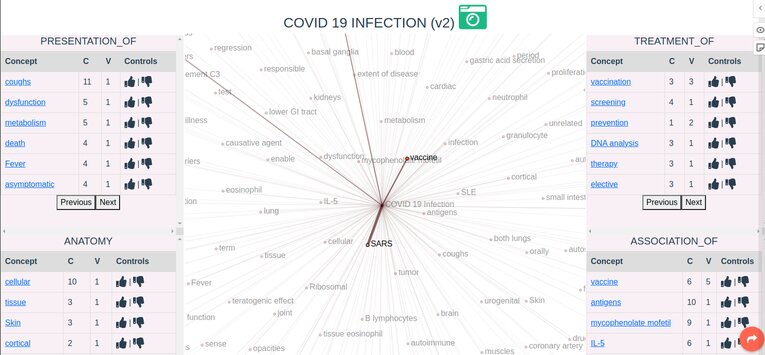 COVID 19 INFECTION (v2)
PRESENTATION_OF
Concept C V Controls
coughs 11 1 |
dysfunction 5 1 |
metabolism 5 1 |
death 4 1 |
Fever 4 1 |
asymptomatic 4 1 |
Previous Next
ANATOMY
Concept C V Controls
cellular 10 1 |
tissue 3 1 |
Skin 3 1 |
cortical 2 1 |
regression
basal ganglia
blood
period
gastric acid secretion
ement C3
responsible
extent of disease
proliferati
test
kidneys
cardiac
neutrophil
lower GI tract
illness
metabolism
unrelated
granulocyte
causative agent
infection
riers
enable
dysfunction
mycophenolate mofetil
vaccine
cortical
eosinophil
IL-5
SLE
small intest
COVID 19 Infection
lung
antigens
cellular
SARS
both lungs
term
tissue
coughs
orally
autoi
tumor
Fever
Ribosomal
teratogenic effect
urogenital
Skin
joint
function
B lymphocytes
brain
tissue eosinophil
sense
opacities
autoimmune
muscles
coronary artery
TREATMENT_OF
Concept C V Controls
vaccination 3 3 |
screening 4 1 |
prevention 1 2 |
DNA analysis 3 1 |
therapy 3 1 |
elective 3 1 |
Previous Next
ASSOCIATION_OF
Concept C V Controls
vaccine 6 5 |
antigens 10 1 |
mycophenolate mofetil 9 1 |
IL-5 6 1 |